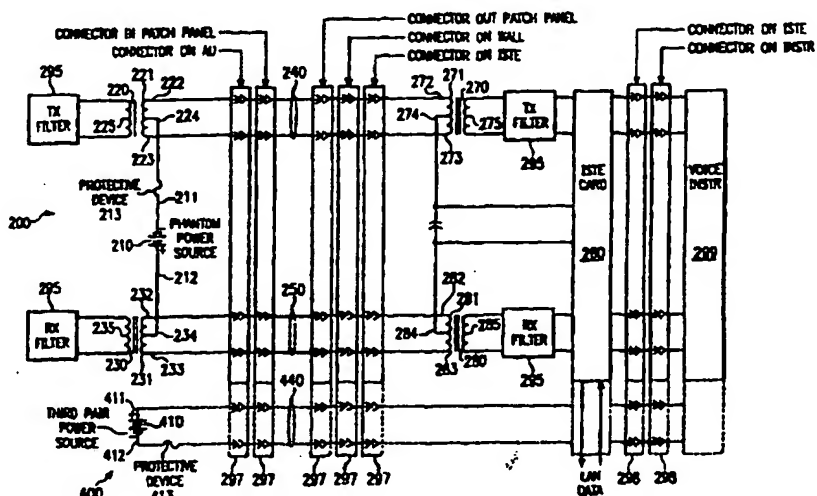 CONNECTOR OUT PATCH PANEL
CONNECTOR ON WALL
CONNECTOR ON ISTE
CONNECTOR IN PATCH PANEL
CONNECTOR ON AU
CONNECTOR ON ISTE
CONNECTOR ON INSTR
295
220
221
222
240
272
271
270
TX
FILTER
225
224
223
274
273
275
TX
FILTER
295
PROTECTIVE
DEVICE
213
211
200
210
PHANTOM
POWER
SOURCE
212
ISTE
CARD
VOICE
INSTR
299
295
232
250
282
281
RX
FILTER
235
234
230
233
231
284
285
280
283
RX
FILTER
295
411
440
THIRD PAIR
POWER
SOURCE
410
412
PROTECTIVE
DEVICE
413
400
297
297
297
297
297
LAN
DATA
298
298